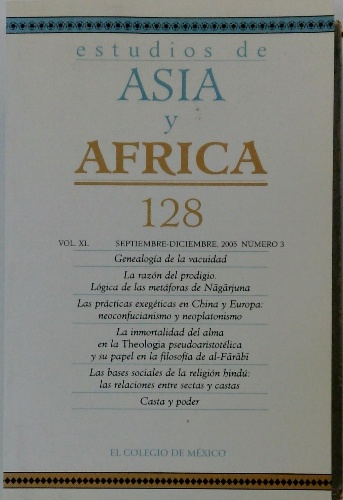 estudios de
ASIA
y
AFRICA
128
VOL. XL SEPTIEMBRE-DICIEMBRE, 2005 NÚMERO 3
Genealogía de la vacuidad
La razón del prodigio.
Lógica de las metáforas de Nāgārjuna
Las prácticas exegéticas en China y Europa:
neoconfucianismo y neoplatonismo
La inmortalidad del alma
en la Theologia pseudoaristotélica
y su papel en la filosofía de al-Fārābī
Las bases sociales de la religión hindú:
las relaciones entre sectas y castas
Casta y poder
EL COLEGIO DE MÉXICO